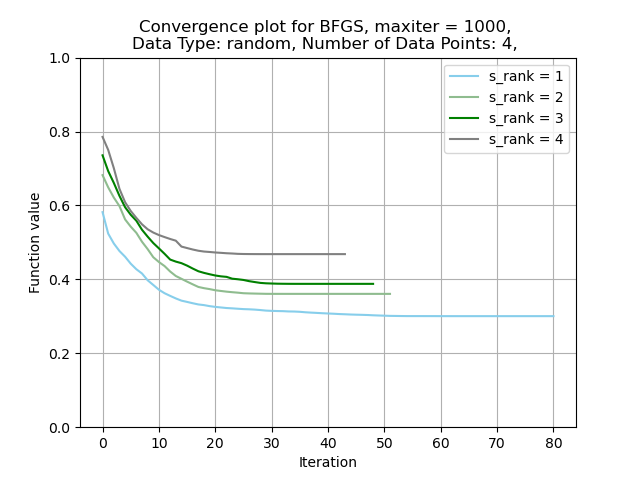 Convergence plot for BFGS, maxiter = 1000,
Data Type: random, Number of Data Points: 4,
s_rank = 1
s_rank = 2
s_rank = 3
s_rank = 4
1.0
0.8
0.6
0.4
0.2
0.0
Function value
0 10 20 30 40 50 60 70 80
Iteration